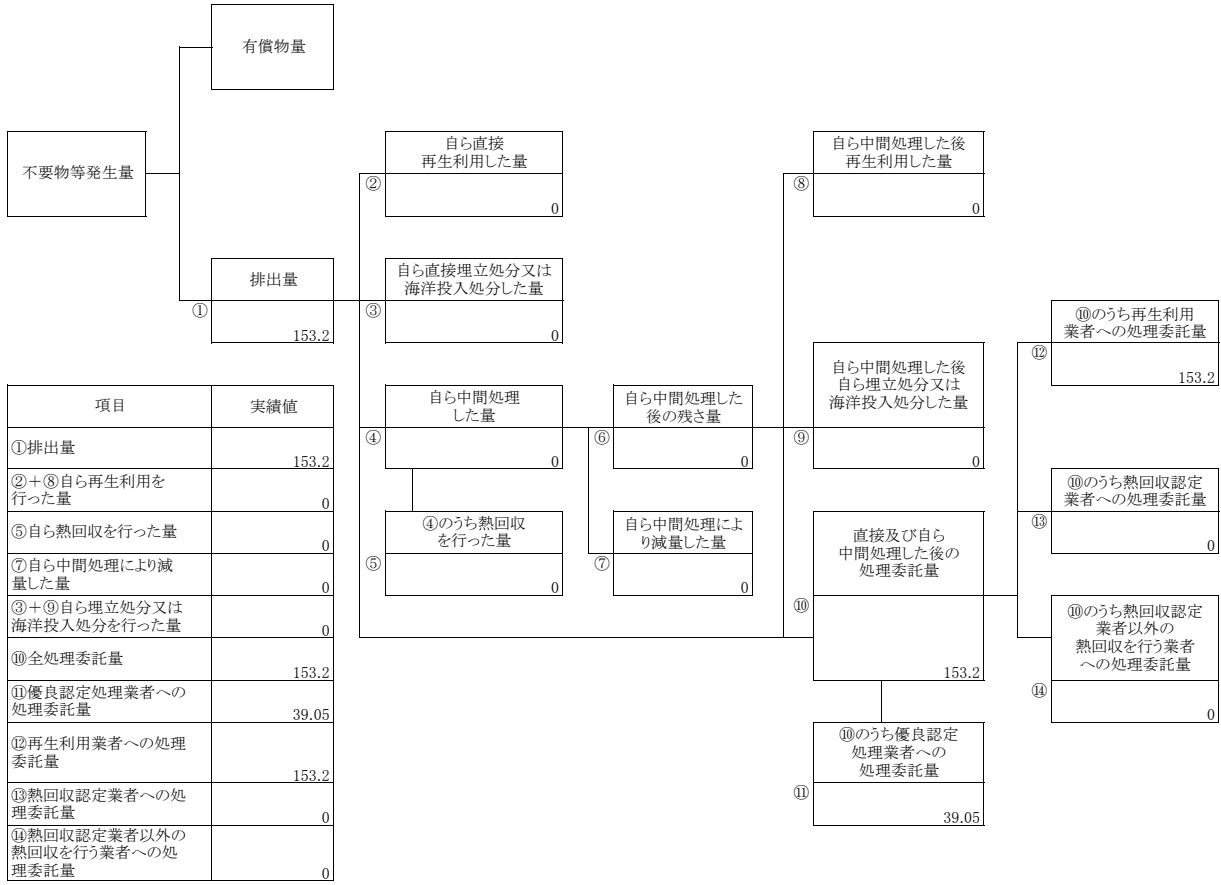 有償物量
不要物等発生量
自ら直接
再生利用した量
②
0
自ら中間処理した後
再生利用した量
⑧
0
排出量
①
153.2
自ら直接埋立処分又は
海洋投入処分した量
③
0
⑩のうち再生利用
業者への処理委託量
⑫
153.2
自ら中間処理
した量
④
0
自ら中間処理した
後の残さ量
⑥
0
自ら中間処理した後
自ら埋立処分又は
海洋投入処分した量
⑨
0
⑩のうち熱回収認定
業者への処理委託量
⑬
0
④のうち熱回収
を行った量
⑤
0
自ら中間処理によ
り減量した量
⑦
0
直接及び自ら
中間処理した後の
処理委託量
⑩
153.2
⑩のうち熱回収認定
業者以外の
熱回収を行う業者
への処理委託量
⑭
0
⑩のうち優良認定
処理業者への
処理委託量
⑪
39.05
項目 実績値
①排出量
153.2
②＋⑧自ら再生利用を
行った量
0
⑤自ら熱回収を行った量
0
⑦自ら中間処理により減
量した量
0
③＋⑨自ら埋立処分又は
海洋投入処分を行った量
0
⑩全処理委託量
153.2
⑪優良認定処理業者への
処理委託量
39.05
⑫再生利用業者への処理
委託量
153.2
⑬熱回収認定業者への処
理委託量
0
⑭熱回収認定業者以外の
熱回収を行う業者への処
理委託量
0